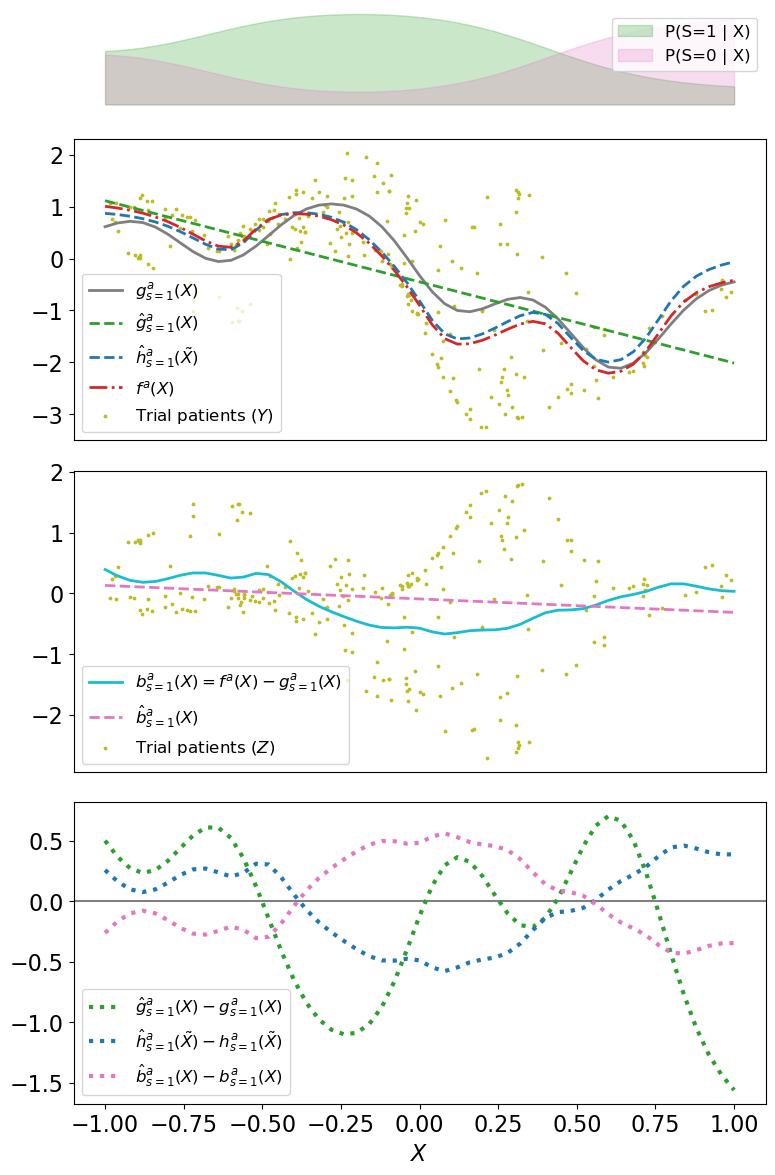 P(S=1 | X)
P(S=0 | X)
2
1
0
−1
−2
−3
g^a_{s=1}(X)
ĝ^a_{s=1}(X)
ĥ^a_{s=1}(X̃)
f^a(X)
Trial patients (Y)
2
1
0
−1
−2
b^a_{s=1}(X) = f^a(X) − g^a_{s=1}(X)
b̂^a_{s=1}(X)
Trial patients (Z)
0.5
0.0
−0.5
−1.0
−1.5
ĝ^a_{s=1}(X) − g^a_{s=1}(X)
ĥ^a_{s=1}(X̃) − h^a_{s=1}(X̃)
b̂^a_{s=1}(X) − b^a_{s=1}(X)
−1.00 −0.75 −0.50 −0.25 0.00 0.25 0.50 0.75 1.00
X